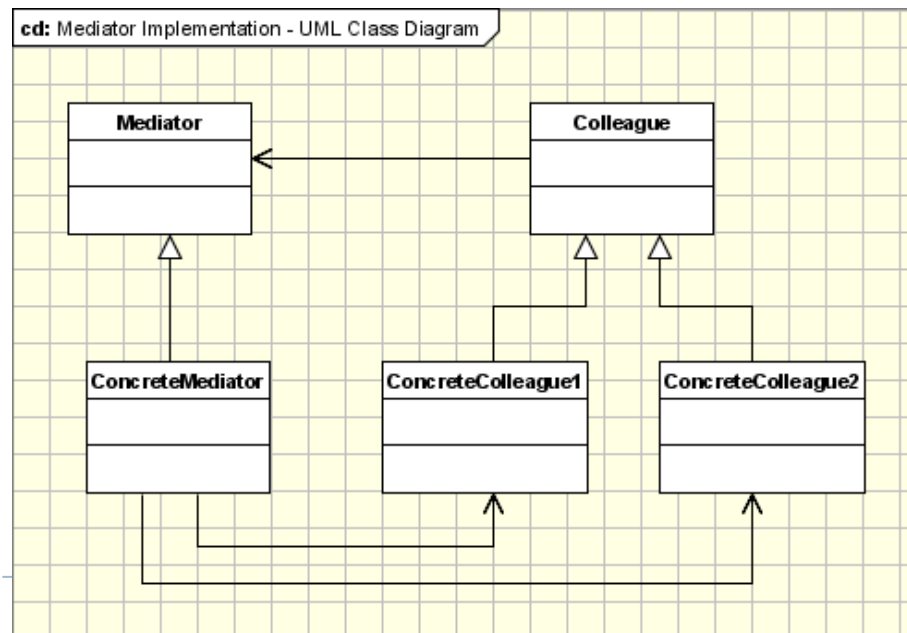 cd: Mediator Implementation - UML Class Diagram
Mediator
Colleague
ConcreteMediator
ConcreteColleague1
ConcreteColleague2